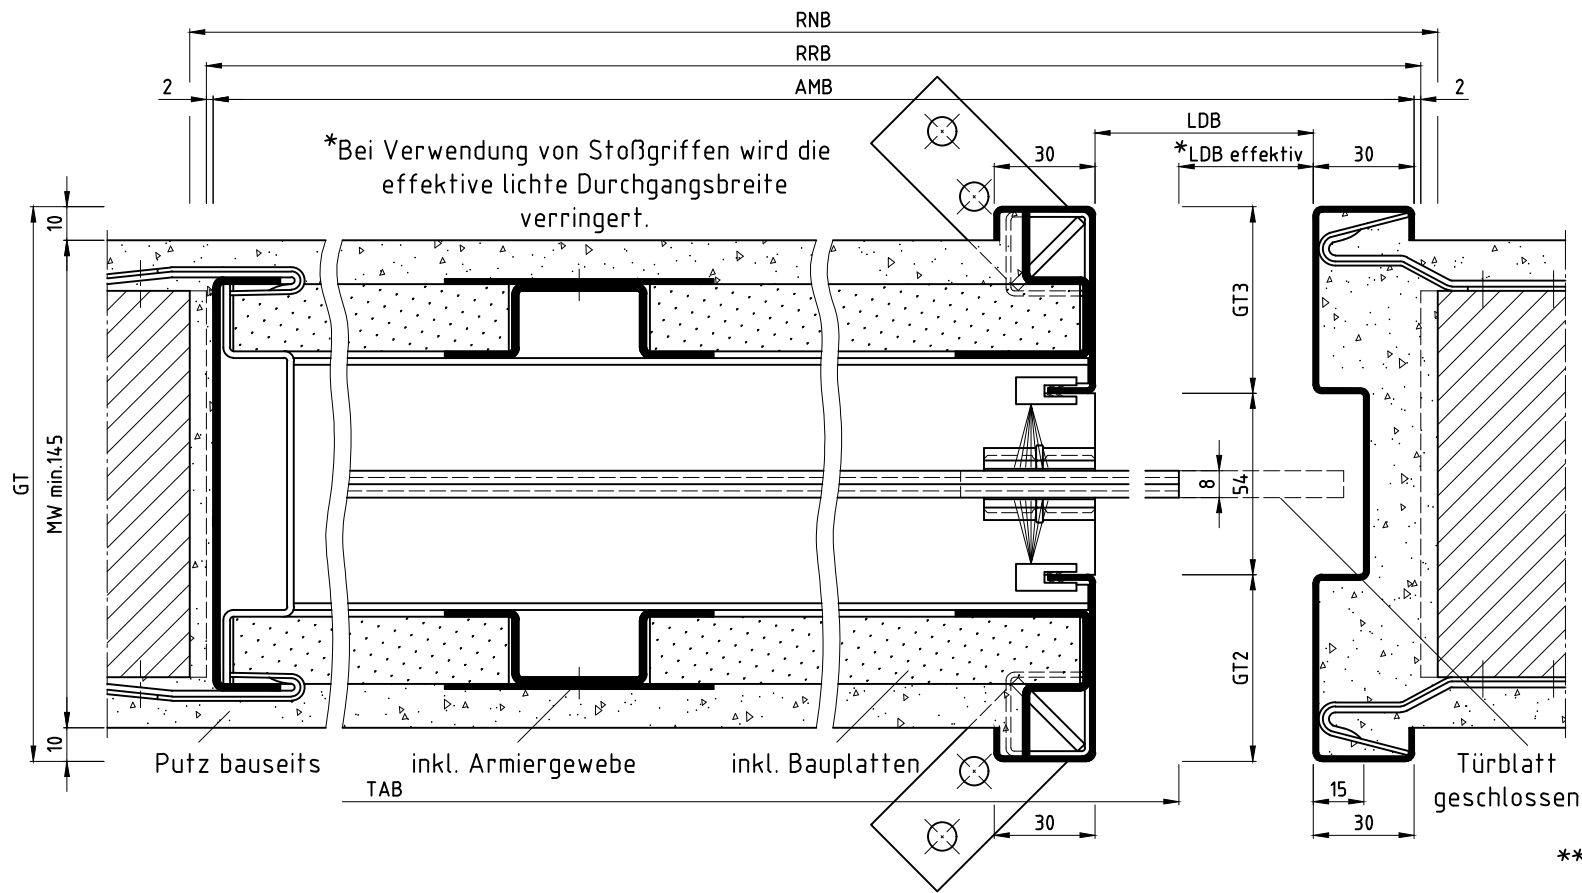 RNB
RRB
2
AMB
2
*Bei Verwendung von Stoßgriffen wird die
effektive lichte Durchgangsbreite
verringert.
LDB
30
*LDB effektiv
30
10
GT3
GT
MW min.145
8
54
GT2
10
Putz bauseits
inkl. Armiergewebe
inkl. Bauplatten
Türblatt
geschlossen
TAB
15
30
30
**